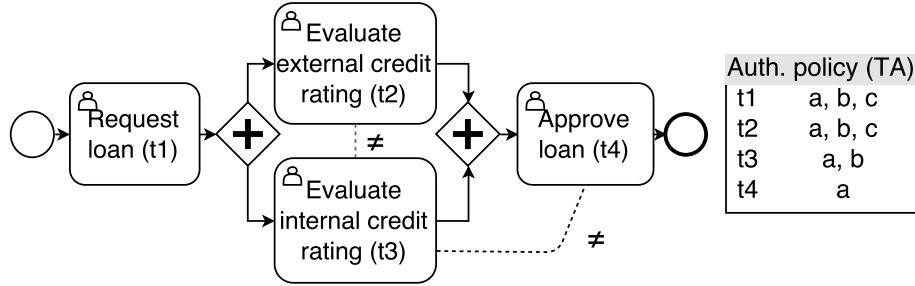 Evaluate
external credit
rating (t2)
Request
loan (t1)
≠
Approve
loan (t4)
Evaluate
internal credit
rating (t3)
≠
Auth. policy (TA)
t1 a, b, c
t2 a, b, c
t3 a, b
t4 a